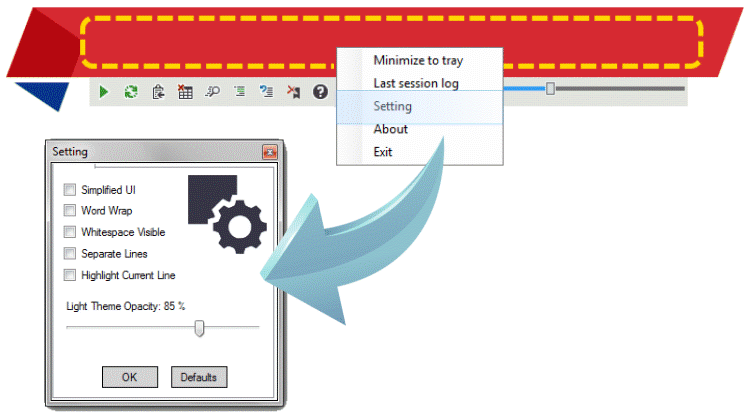 Minimize to tray
Last session log
Setting
About
Exit
Setting
Simplified UI
Word Wrap
Whitespace Visible
Separate Lines
Highlight Current Line
Light Theme Opacity: 85 %
OK
Defaults